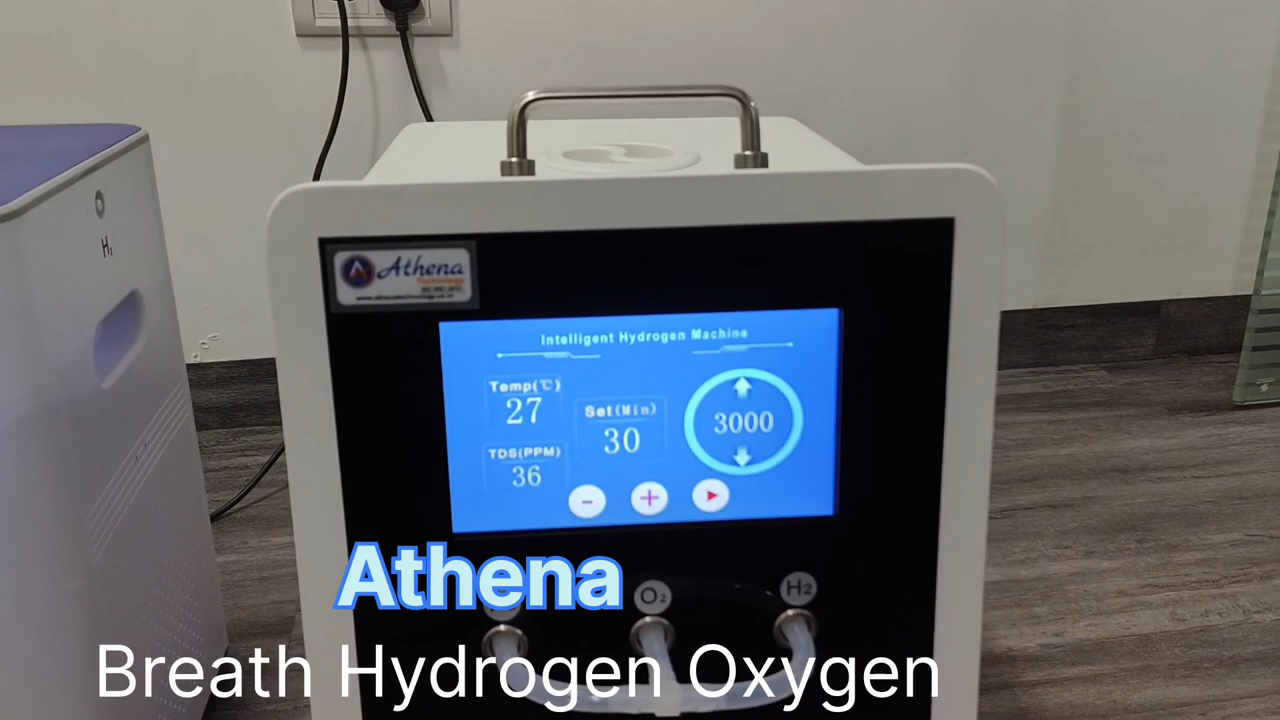 H₂
Athena
Technology
Intelligent Hydrogen Machine
Temp(℃)
27
Set(Min)
30
3000
TDS(PPM)
36
Athena
O₂
H₂
Breath Hydrogen Oxygen